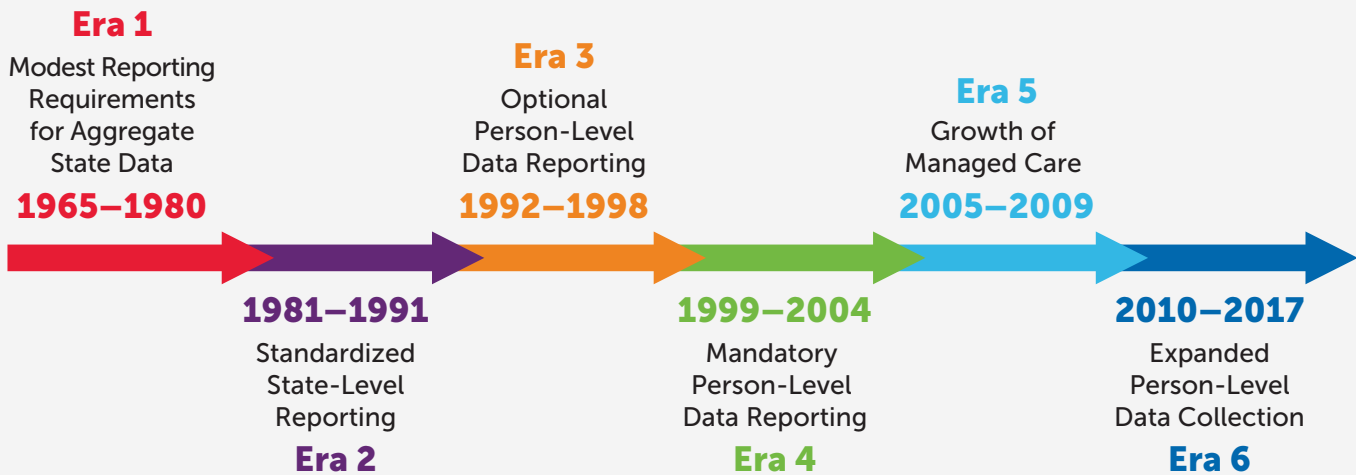 Era 1
Modest Reporting
Requirements
for Aggregate
State Data
1965–1980
1981–1991
Standardized
State-Level
Reporting
Era 2
Era 3
Optional
Person-Level
Data Reporting
1992–1998
1999–2004
Mandatory
Person-Level
Data Reporting
Era 4
Era 5
Growth of
Managed Care
2005–2009
2010–2017
Expanded
Person-Level
Data Collection
Era 6